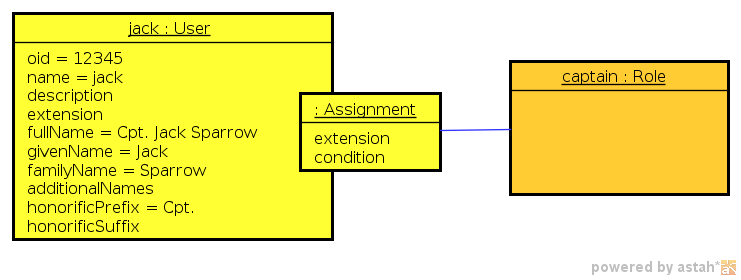 jack : User
oid = 12345
name = jack
description
extension
fullName = Cpt. Jack Sparrow
givenName = Jack
familyName = Sparrow
additionalNames
honorificPrefix = Cpt.
honorificSuffix
: Assignment
extension
condition
captain : Role
powered by astah*